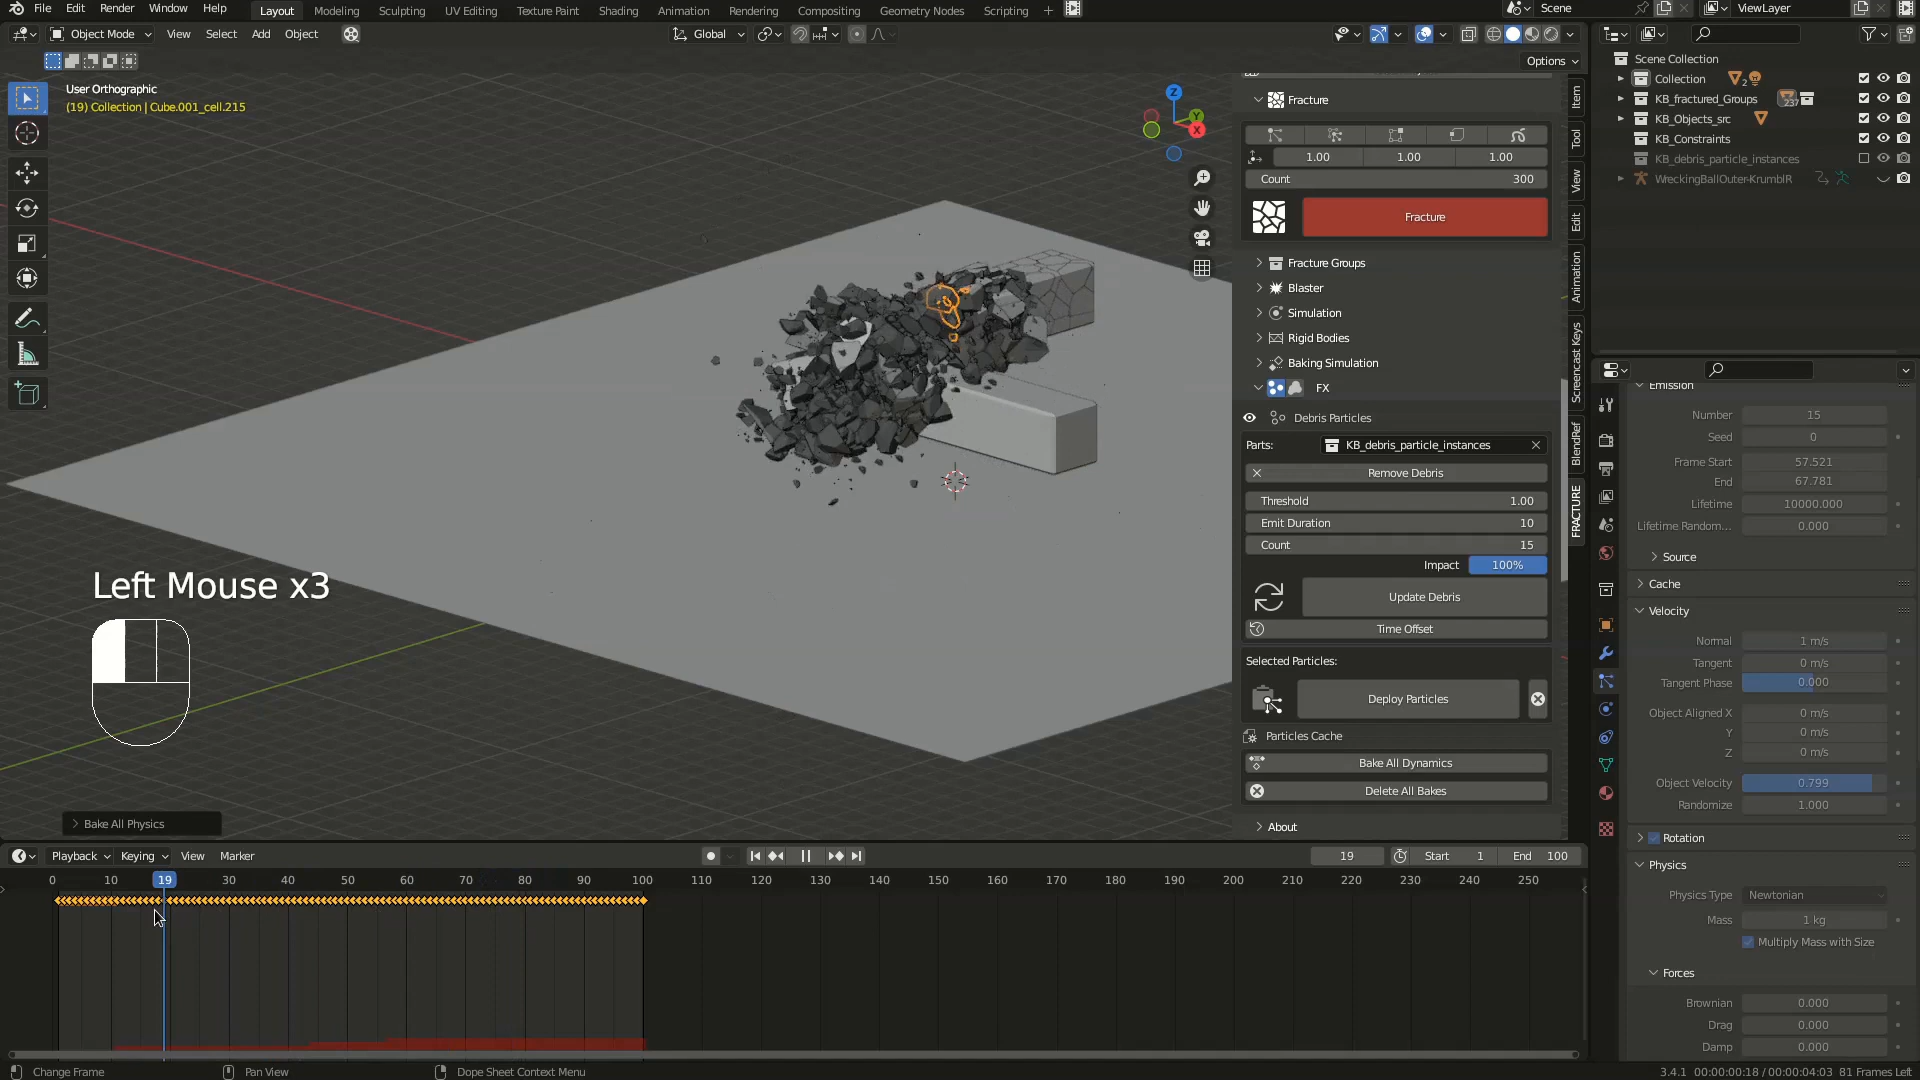 File Edit Render Window Help Layout Modeling Sculpting UV Editing Texture Paint Shading Animation Rendering Compositing Geometry Nodes Scripting + Scene ViewLayer
Object Mode View Select Add Object Global
Options
User Orthographic
(19) Collection | Cube.001_cell.215
Z
Y
X
Left Mouse x3
Bake All Physics
Fracture
1.00 1.00 1.00
Count 300
Fracture
Fracture Groups
Blaster
Simulation
Rigid Bodies
Baking Simulation
FX
Debris Particles
Parts: KB_debris_particle_instances
Remove Debris
Threshold 1.00
Emit Duration 10
Count 15
Impact 100%
Update Debris
Time Offset
Selected Particles:
Deploy Particles
Particles Cache
Bake All Dynamics
Delete All Bakes
About
Item
Tool
View
Edit
Animation
Screencast Keys
BlendRef
FRACTURE
Scene Collection
Collection 2
KB_fractured_Groups 237
KB_Objects_src
KB_Constraints
KB_debris_particle_instances
WreckingBallOuter-KrumblR
Emission
Number 15
Seed 0
Frame Start 57.521
End 67.781
Lifetime 10000.000
Lifetime Random... 0.000
Source
Cache
Velocity
Normal 1 m/s
Tangent 0 m/s
Tangent Phase 0.000
Object Aligned X 0 m/s
Y 0 m/s
Z 0 m/s
Object Velocity 0.799
Randomize 1.000
Rotation
Physics
Physics Type Newtonian
Mass 1 kg
Multiply Mass with Size
Forces
Brownian 0.000
Drag 0.000
Damp 0.000
Playback Keying View Marker 19 Start 1 End 100
0 10 19 30 40 50 60 70 80 90 100 110 120 130 140 150 160 170 180 190 200 210 220 230 240 250
Change Frame Pan View Dope Sheet Context Menu 3.4.1 00:00:00:18 / 00:00:04:03 81 Frames Left